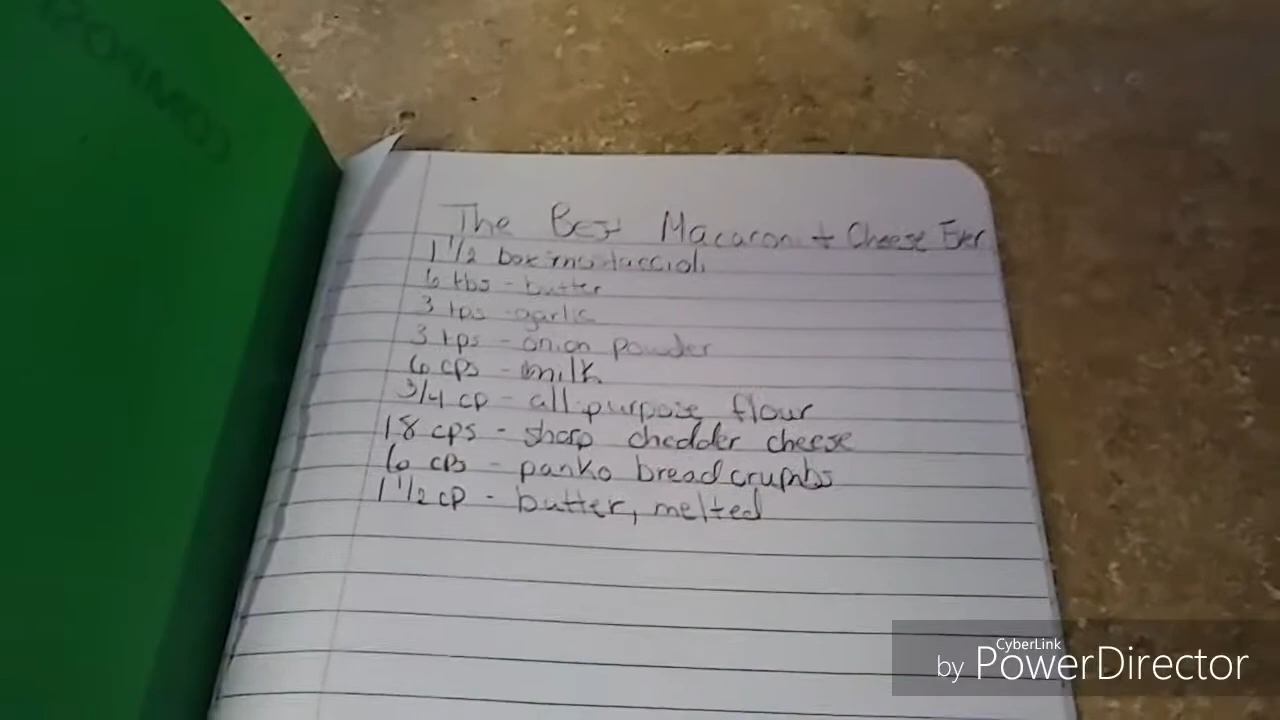 COMPOSI
The Best Macaroni + Cheese Ever
1 1/2 box mustaccioli
6 tbs - butter
3 tps - garlic
3 tps - onion powder
6 cps - milk
3/4 cp - all purpose flour
18 cps - sharp chedder cheese
6 cps - panko bread crumbs
1 1/2 cp - butter, melted
CyberLink
by PowerDirector